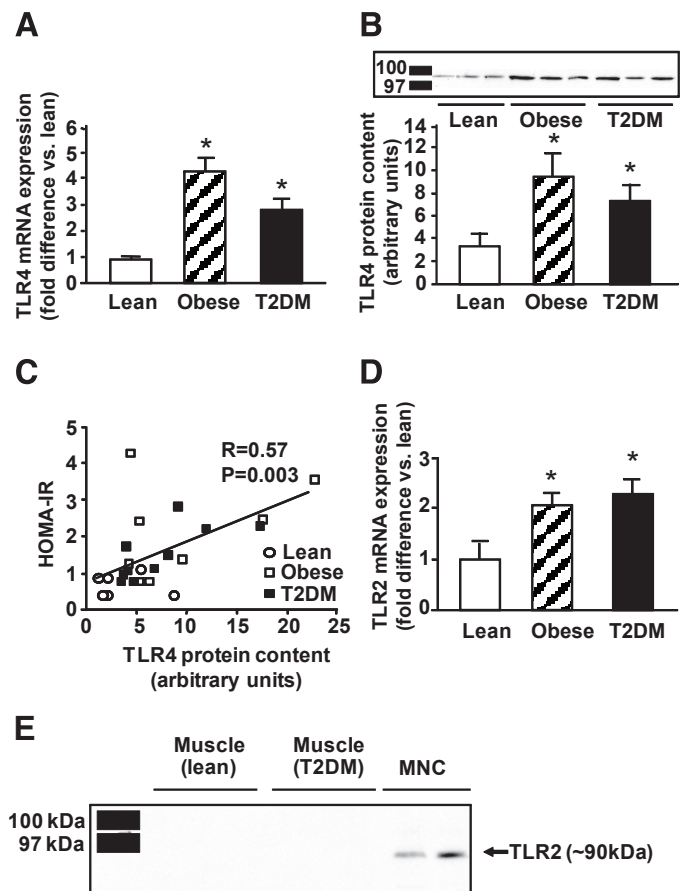 A
TLR4 mRNA expression
(fold difference vs. lean)
6
5
4
3
2
1
0
*
*
Lean Obese T2DM
B
100
97
Lean Obese T2DM
TLR4 protein content
(arbitrary units)
14
12
10
8
6
4
2
0
*
*
Lean Obese T2DM
C
HOMA-IR
5
4
3
2
1
0
R=0.57
P=0.003
Lean
Obese
T2DM
0 5 10 15 20 25
TLR4 protein content
(arbitrary units)
D
TLR2 mRNA expression
(fold difference vs. lean)
3
2
1
0
*
*
Lean Obese T2DM
E
Muscle
(lean)
Muscle
(T2DM)
MNC
100 kDa
97 kDa
TLR2 (~90kDa)